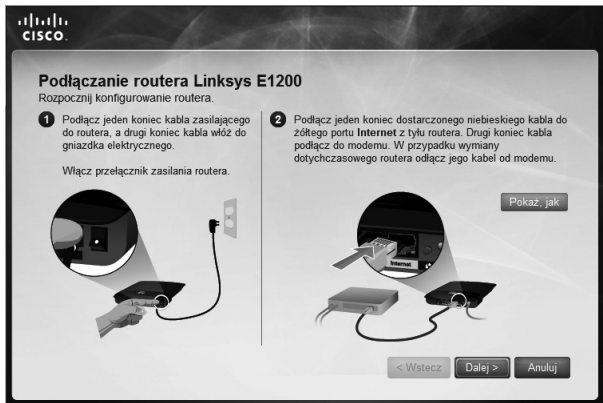 CISCO.
Podłączanie routera Linksys E1200
Rozpocznij konfigurowanie routera.
1 Podłącz jeden koniec kabla zasilającego
do routera, a drugi koniec kabla włóż do
gniazdka elektrycznego.
Włącz przełącznik zasilania routera.
2 Podłącz jeden koniec dostarczonego niebieskiego kabla do
żółtego portu Internet z tyłu routera. Drugi koniec kabla
podłącz do modemu. W przypadku wymiany
dotychczasowego routera odłącz jego kabel od modemu.
Pokaż, jak
Internet
< Wstecz
Dalej >
Anuluj